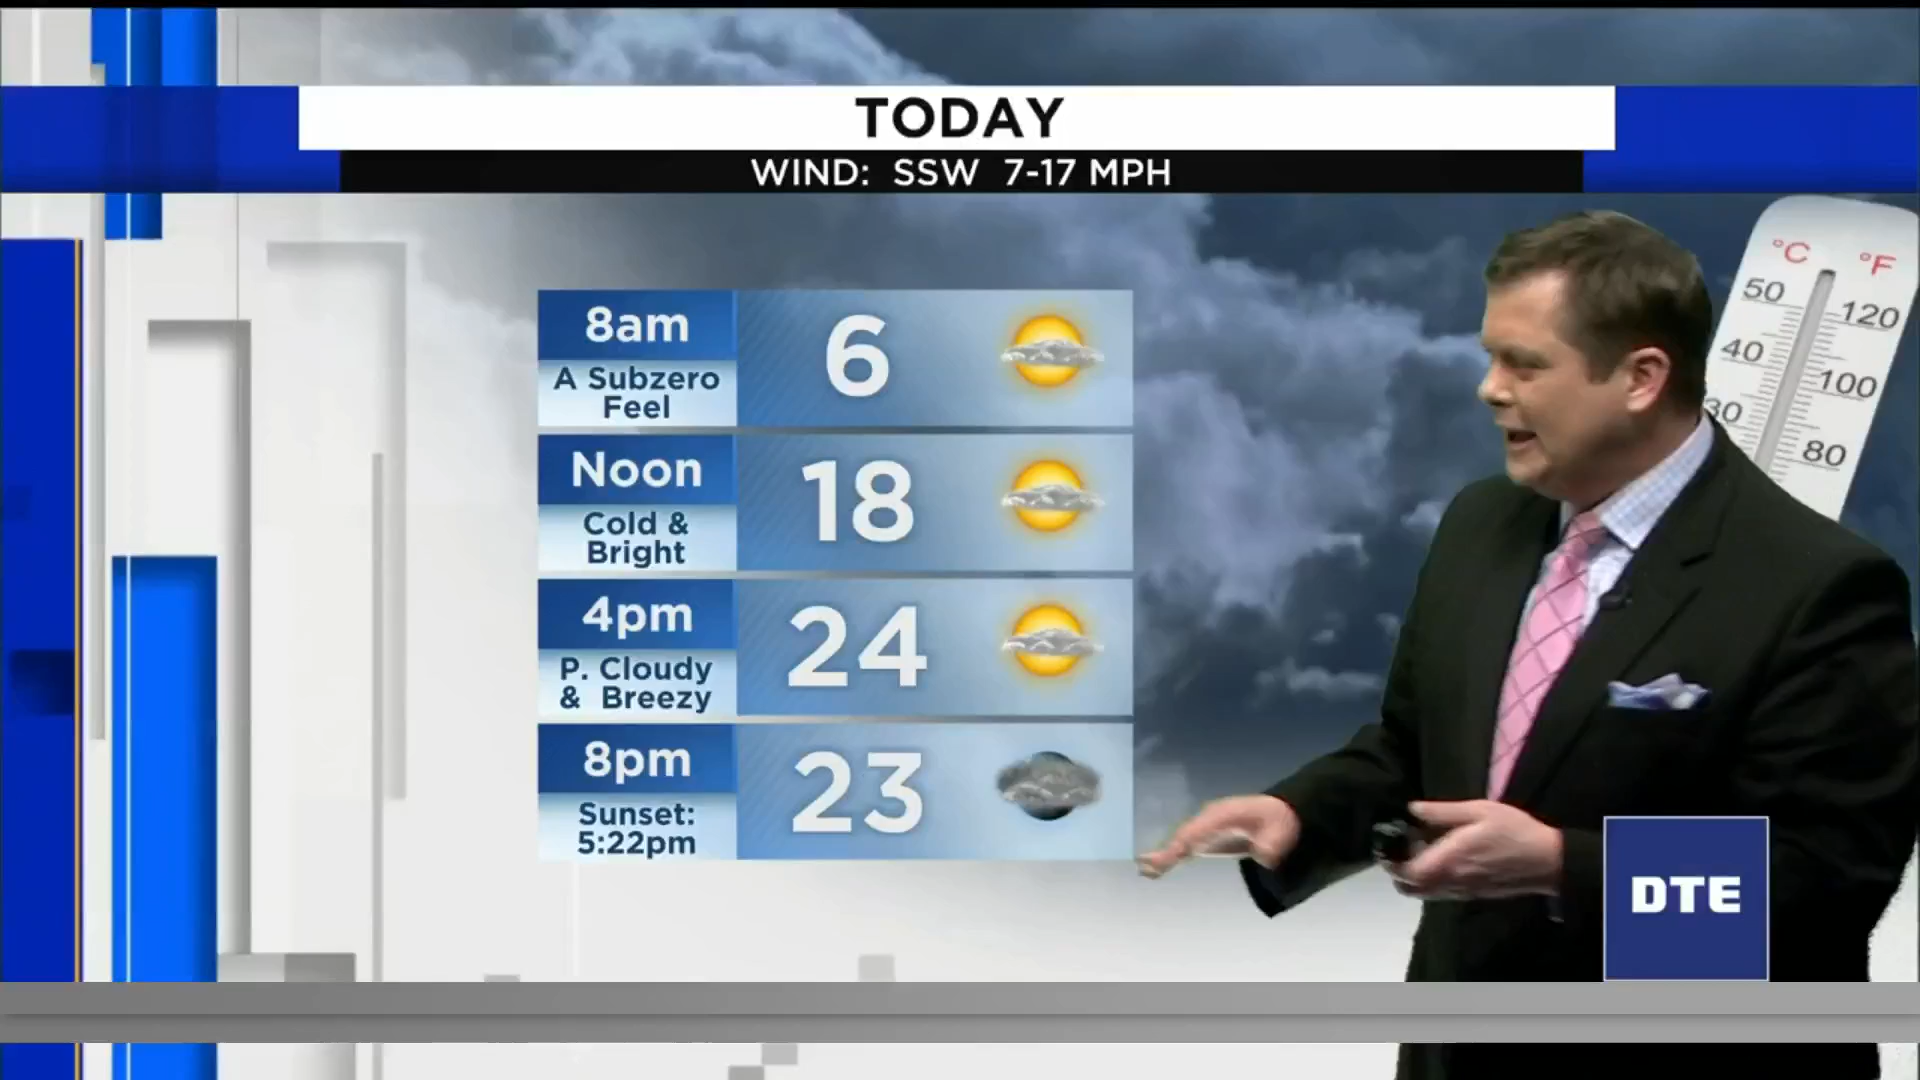 TODAY
WIND: SSW 7-17 MPH
8am
A Subzero
Feel
6
Noon
Cold &
Bright
18
4pm
P. Cloudy
& Breezy
24
8pm
Sunset:
5:22pm
23
°C °F
50
120
40
100
30
80
DTE